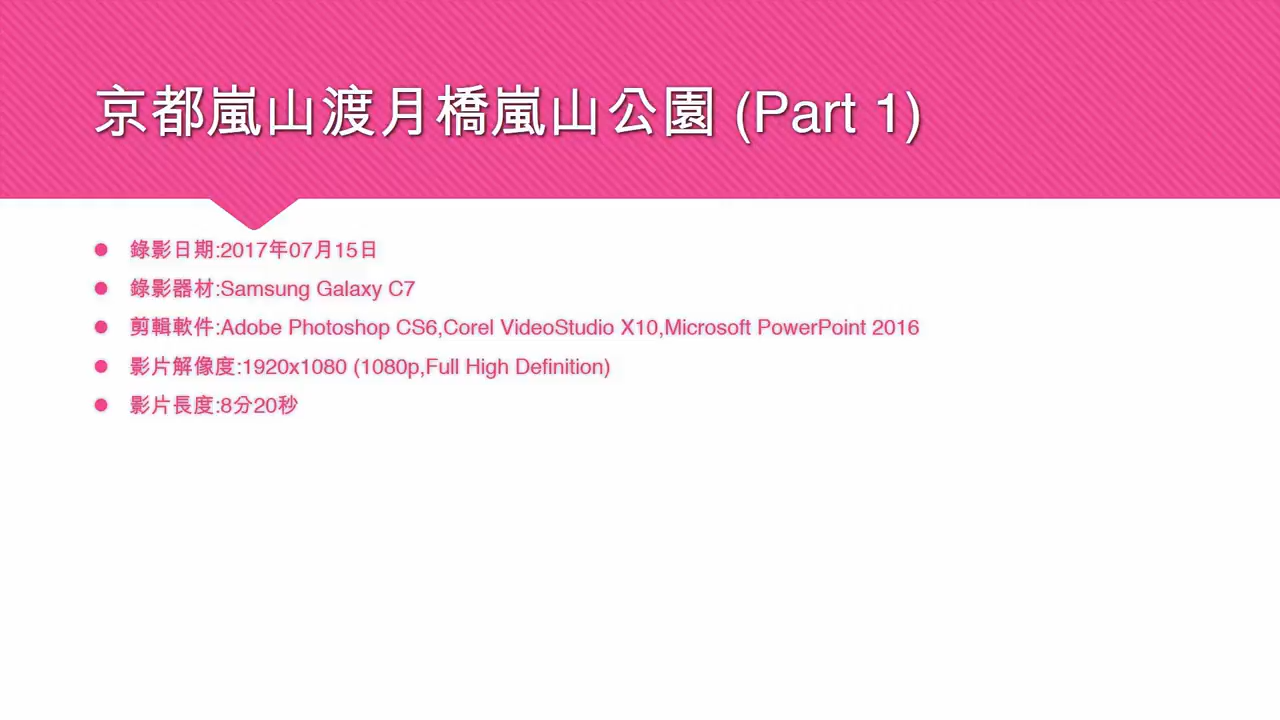 京都嵐山渡月橋嵐山公園 (Part 1)
錄影日期:2017年07月15日
錄影器材:Samsung Galaxy C7
剪輯軟件:Adobe Photoshop CS6,Corel VideoStudio X10,Microsoft PowerPoint 2016
影片解像度:1920x1080 (1080p,Full High Definition)
影片長度:8分20秒